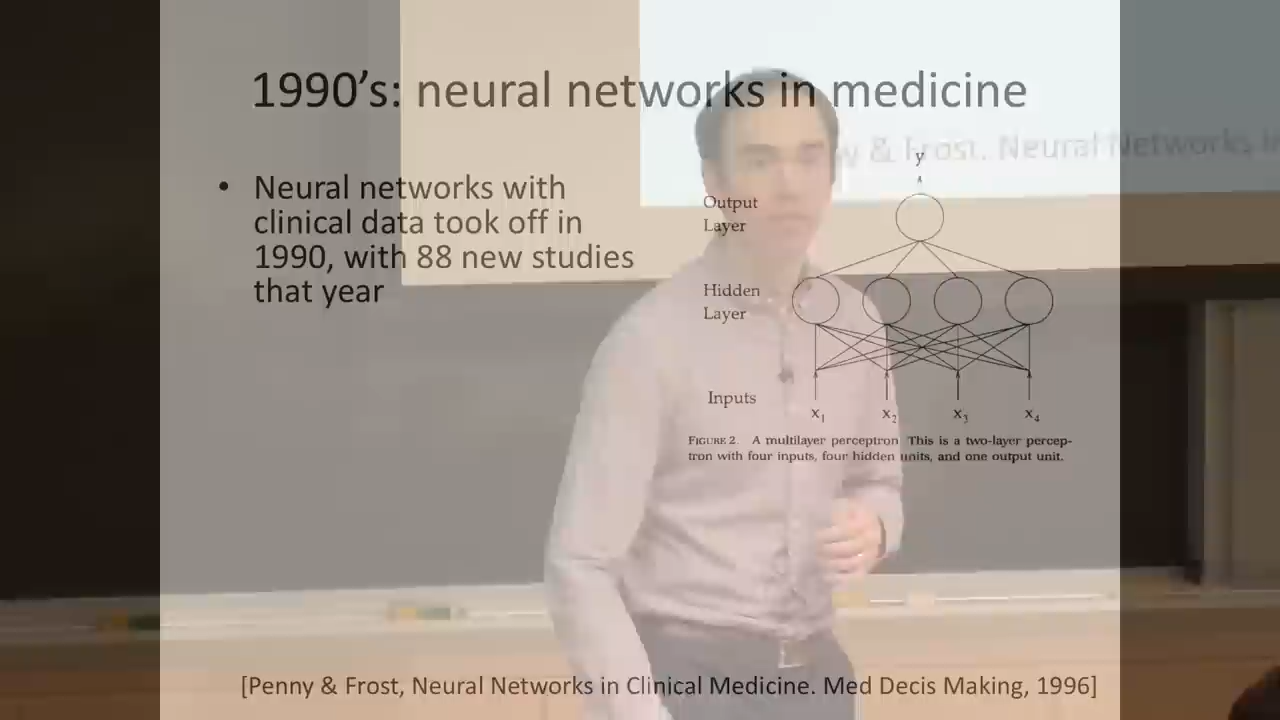 1990's: neural networks in medicine
& Frost. Neural Networks
• Neural networks with
clinical data took off in
1990, with 88 new studies
that year
y
Output
Layer
Hidden
Layer
Inputs
x1 x2 x3 x4
FIGURE 2. A multilayer perceptron This is a two-layer percep-
tron with four inputs, four hidden units, and one output unit.
[Penny & Frost, Neural Networks in Clinical Medicine. Med Decis Making, 1996]